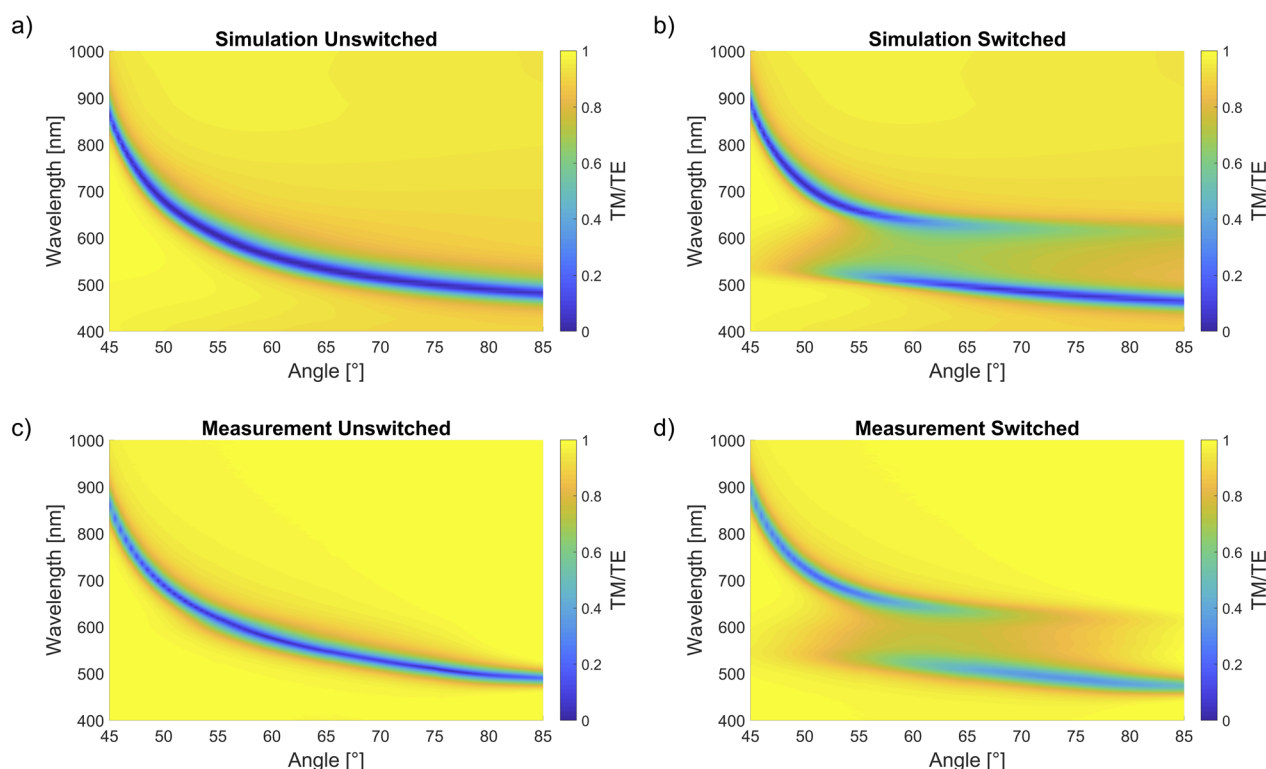 a)
Simulation Unswitched
1000
900
800
700
600
500
400
Wavelength [nm]
45 50 55 60 65 70 75 80 85
Angle [°]
1
0.8
0.6
0.4
0.2
0
TM/TE
b)
Simulation Switched
1000
900
800
700
600
500
400
Wavelength [nm]
45 50 55 60 65 70 75 80 85
Angle [°]
1
0.8
0.6
0.4
0.2
0
TM/TE
c)
Measurement Unswitched
1000
900
800
700
600
500
400
Wavelength [nm]
45 50 55 60 65 70 75 80 85
Angle [°]
1
0.8
0.6
0.4
0.2
0
TM/TE
d)
Measurement Switched
1000
900
800
700
600
500
400
Wavelength [nm]
45 50 55 60 65 70 75 80 85
Angle [°]
1
0.8
0.6
0.4
0.2
0
TM/TE